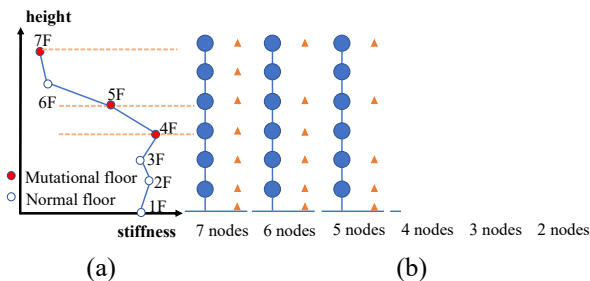 height
7F
6F
5F
4F
3F
2F
1F
Mutational floor
Normal floor
stiffness
7 nodes 6 nodes 5 nodes 4 nodes 3 nodes 2 nodes
(a) (b)